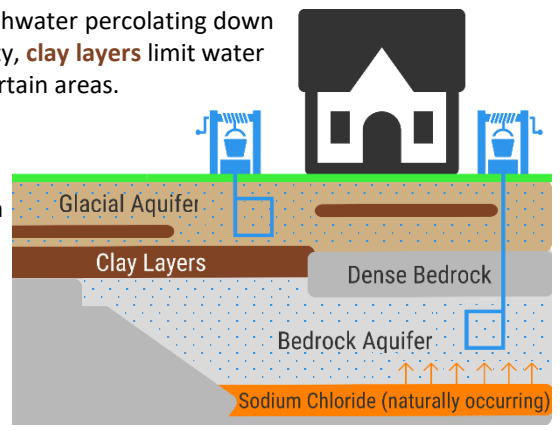 hwater percolating down
ty, clay layers limit water
rtain areas.
n
Glacial Aquifer
Clay Layers
Dense Bedrock
Bedrock Aquifer
Sodium Chloride (naturally occurring)